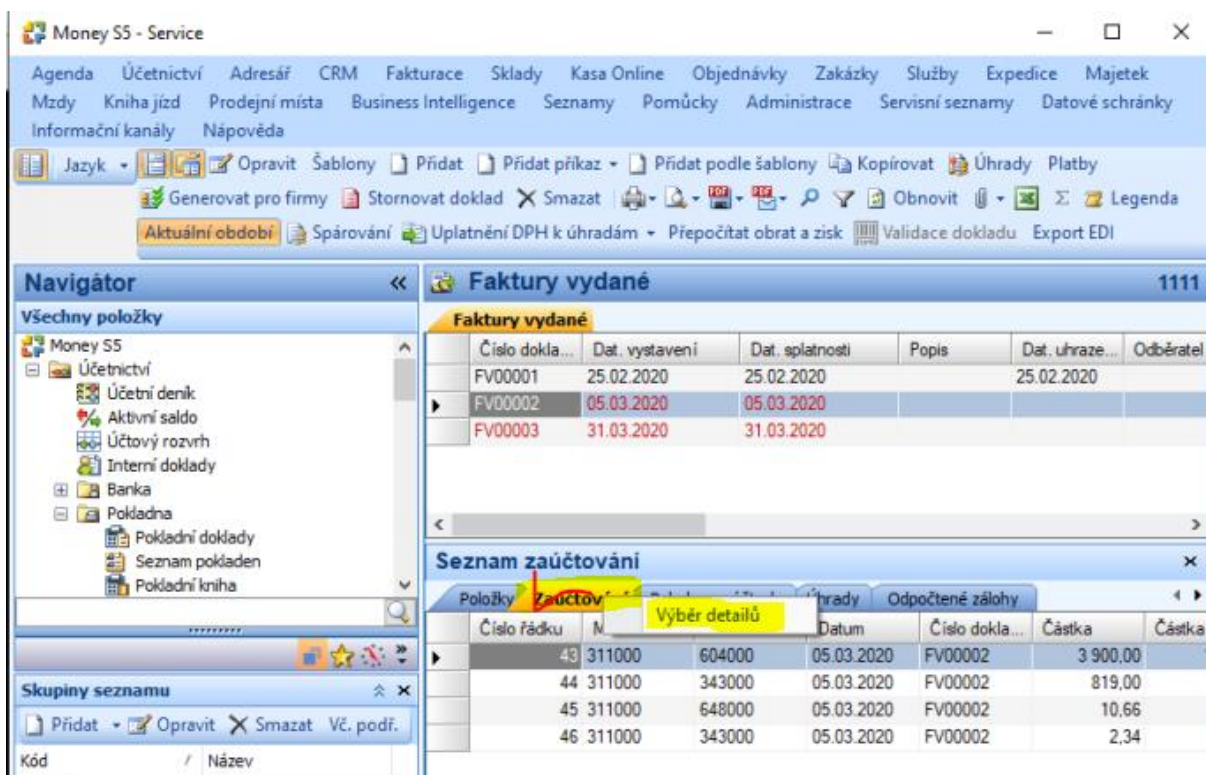 Money S5 - Service
Agenda Účetnictví Adresář CRM Fakturace Sklady Kasa Online Objednávky Zakázky Služby Expedice Majetek
Mzdy Kniha jízd Prodejní místa Business Intelligence Seznamy Pomůcky Administrace Servisní seznamy Datové schránky
Informační kanály Nápověda
Jazyk Opravit Šablony Přidat Přidat příkaz Přidat podle šablony Kopírovat Úhrady Platby
Generovat pro firmy Stornovat doklad Smazat Obnovit Σ Legenda
Aktuální období Spárování Uplatnění DPH k úhradám Přepočítat obrat a zisk Validace dokladu Export EDI
Navigátor «
Všechny položky
Money S5
Účetnictví
Účetní deník
Aktivní saldo
Účtový rozvrh
Interní doklady
Banka
Pokladna
Pokladní doklady
Seznam pokladen
Pokladní kniha
Skupiny seznamu
Přidat Opravit Smazat Vč. podř.
Kód / Název
Faktury vydané 1111
Faktury vydané
Číslo dokla... Dat. vystavení Dat. splatnosti Popis Dat. uhraze... Odběratel
FV00001 25.02.2020 25.02.2020 25.02.2020
FV00002 05.03.2020 05.03.2020
FV00003 31.03.2020 31.03.2020
Seznam zaúčtování
Položky Zaúčtování Úhrady Odpočtené zálohy
Výběr detailů
Číslo řádku Datum Číslo dokla... Částka Částka
43 311000 604000 05.03.2020 FV00002 3 900,00
44 311000 343000 05.03.2020 FV00002 819,00
45 311000 648000 05.03.2020 FV00002 10,66
46 311000 343000 05.03.2020 FV00002 2,34